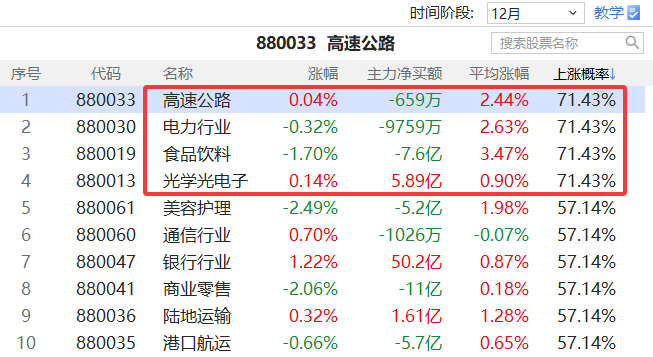 时间阶段: 12月 教学
880033 高速公路 搜索股票名称
序号 代码 名称 涨幅 主力净买额 平均涨幅 上涨概率↓
1 880033 高速公路 0.04% -659万 2.44% 71.43%
2 880030 电力行业 -0.32% -9759万 2.63% 71.43%
3 880019 食品饮料 -1.70% -7.6亿 3.47% 71.43%
4 880013 光学光电子 0.14% 5.89亿 0.90% 71.43%
5 880061 美容护理 -2.49% -5.2亿 1.98% 57.14%
6 880060 通信行业 0.70% -1026万 -0.07% 57.14%
7 880047 银行行业 1.22% 50.2亿 0.87% 57.14%
8 880041 商业零售 -2.06% -11亿 0.18% 57.14%
9 880036 陆地运输 0.32% 1.61亿 1.28% 57.14%
10 880035 港口航运 -0.66% -5.7亿 0.65% 57.14%